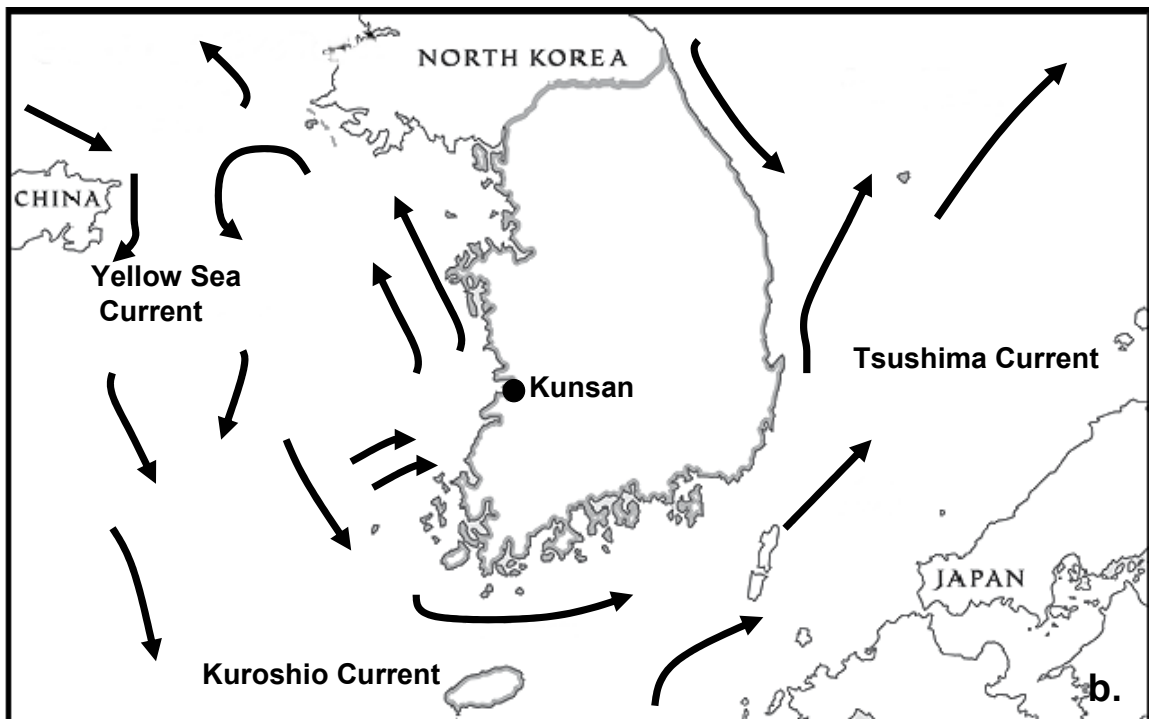 NORTH KOREA
CHINA
Yellow Sea
Current
Tsushima Current
Kunsan
JAPAN
Kuroshio Current
b.